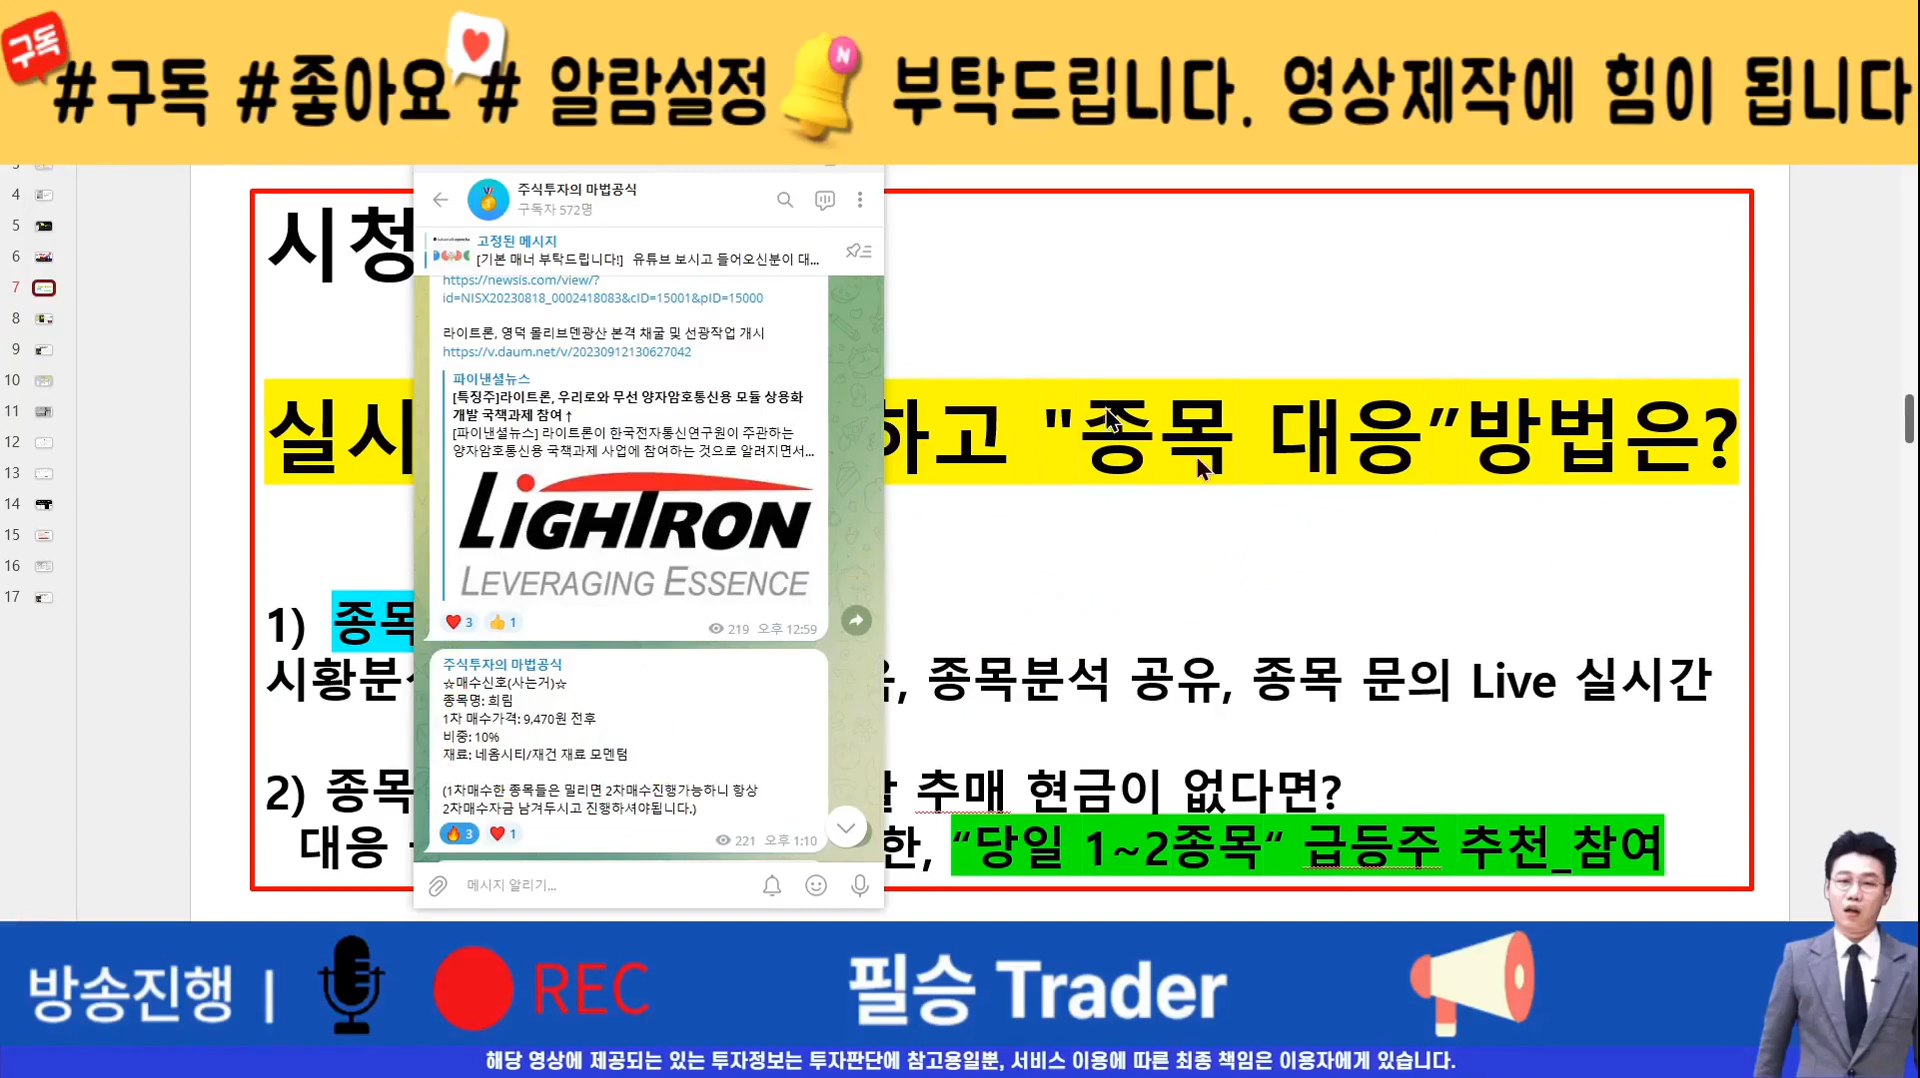 구독
#구독 #좋아요 # 알람설정 N 부탁드립니다. 영상제작에 힘이 됩니다
4
5
6
7
8
9
10
11
12
13
14
15
16
17
시청
실시
하고 "종목 대응”방법은?
1) 종목
시황분
, 종목분석 공유, 종목 문의 Live 실시간
2) 종목
추매 현금이 없다면?
대응
한, “당일 1~2종목“ 급등주 추천_참여
주식투자의 마법공식
구독자 572명
고정된 메시지
[기본 매너 부탁드립니다!] 유튜브 보시고 들어오신분이 대...
https://newsis.com/view/?
id=NISX20230818_0002418083&cID=15001&pID=15000
라이트론, 영덕 몰리브덴광산 본격 채굴 및 선광작업 개시
https://v.daum.net/v/20230912130627042
파이낸셜뉴스
[특징주]라이트론, 우리로와 무선 양자암호통신용 모듈 상용화
개발 국책과제 참여↑
[파이낸셜뉴스] 라이트론이 한국전자통신연구원이 주관하는
양자암호통신용 국책과제 사업에 참여하는 것으로 알려지면서...
LIGHTRON
LEVERAGING ESSENCE
3 1
219 오후 12:59
주식투자의 마법공식
☆매수신호(사는거)☆
종목명: 희림
1차 매수가격: 9,470원 전후
비중: 10%
재료: 네옴시티/재건 재료 모멘텀
(1차매수한 종목들은 밀리면 2차매수진행가능하니 항상
2차매수자금 남겨두시고 진행하셔야됩니다.)
3 1
221 오후 1:10
메시지 알리기...
방송진행 | REC 필승 Trader
해당 영상에 제공되는 있는 투자정보는 투자판단에 참고용일뿐, 서비스 이용에 따른 최종 책임은 이용자에게 있습니다.